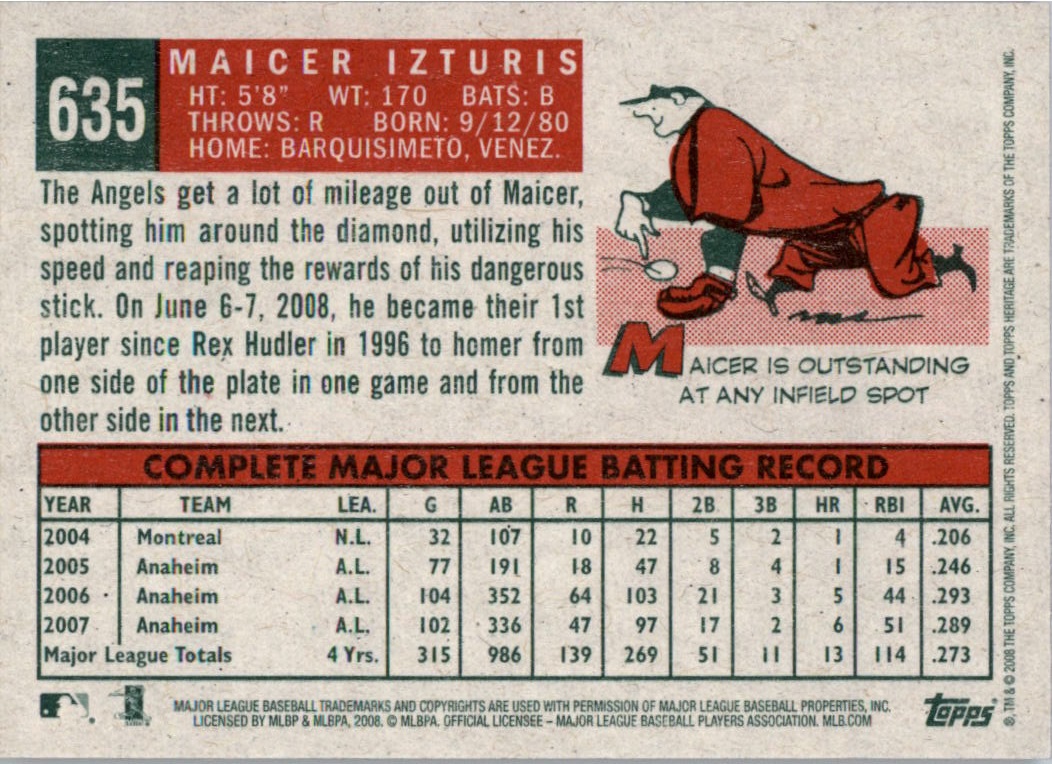 635
MAICER IZTURIS
HT: 5'8" WT: 170 BATS: B
THROWS: R BORN: 9/12/80
HOME: BARQUISIMETO, VENEZ.
The Angels get a lot of mileage out of Maicer,
spotting him around the diamond, utilizing his
speed and reaping the rewards of his dangerous
stick. On June 6-7, 2008, he became their 1st
player since Rex Hudler in 1996 to homer from
one side of the plate in one game and from the
other side in the next.
MAICER IS OUTSTANDING
AT ANY INFIELD SPOT
COMPLETE MAJOR LEAGUE BATTING RECORD
YEAR TEAM LEA. G AB R H 2B 3B HR RBI AVG.
2004 Montreal N.L. 32 107 10 22 5 2 1 4 .206
2005 Anaheim A.L. 77 191 18 47 8 4 1 15 .246
2006 Anaheim A.L. 104 352 64 103 21 3 5 44 .293
2007 Anaheim A.L. 102 336 47 97 17 2 6 51 .289
Major League Totals 4 Yrs. 315 986 139 269 51 11 13 114 .273
MAJOR LEAGUE BASEBALL TRADEMARKS AND COPYRIGHTS ARE USED WITH PERMISSION OF MAJOR LEAGUE BASEBALL PROPERTIES, INC.
LICENSED BY MLBP & MLBPA, 2008. © MLBPA. OFFICIAL LICENSEE – MAJOR LEAGUE BASEBALL PLAYERS ASSOCIATION. MLB.COM
Topps
®, TM & © 2008 THE TOPPS COMPANY, INC. ALL RIGHTS RESERVED. TOPPS AND TOPPS HERITAGE ARE TRADEMARKS OF THE TOPPS COMPANY, INC.